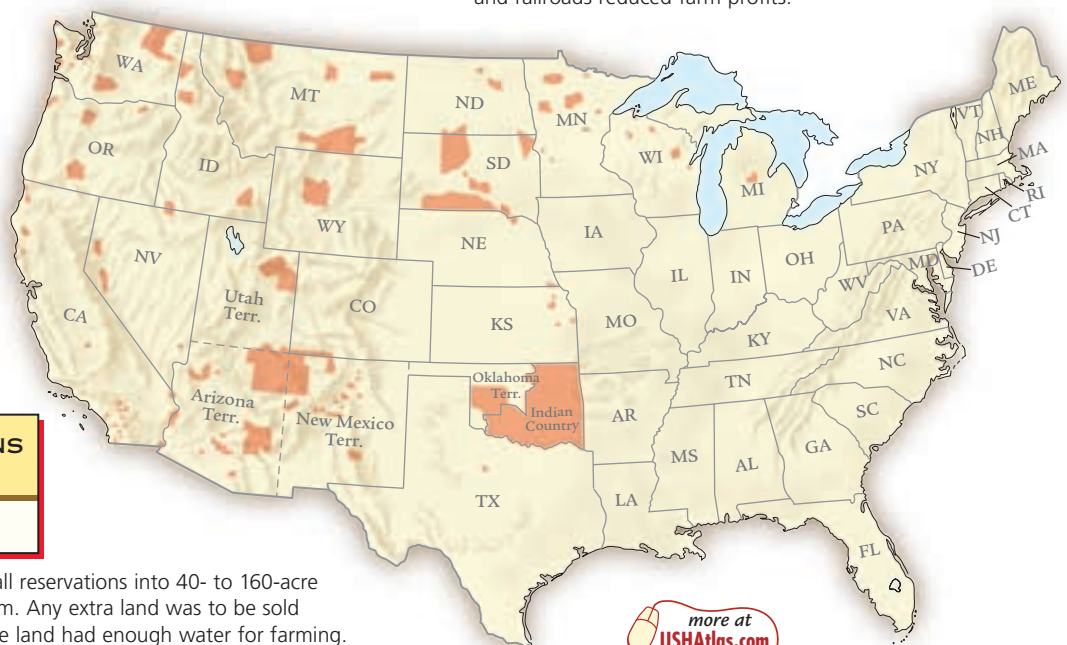 and railroads reduced farm profits.
WA
MT
ND
MN
OR
ID
SD
WI
MI
WY
NE
IA
NV
Utah
Terr.
CO
KS
CA
Arizona
Terr.
New Mexico
Terr.
Oklahoma
Terr.
Indian
Country
TX
MO
AR
LA
IL
IN
OH
KY
TN
MS
AL
GA
FL
SC
NC
VA
WV
MD
PA
NY
VT
NH
ME
MA
RI
CT
NJ
DE
NS
all reservations into 40- to 160-acre
m. Any extra land was to be sold
e land had enough water for farming.
more at
USHAtlas.com